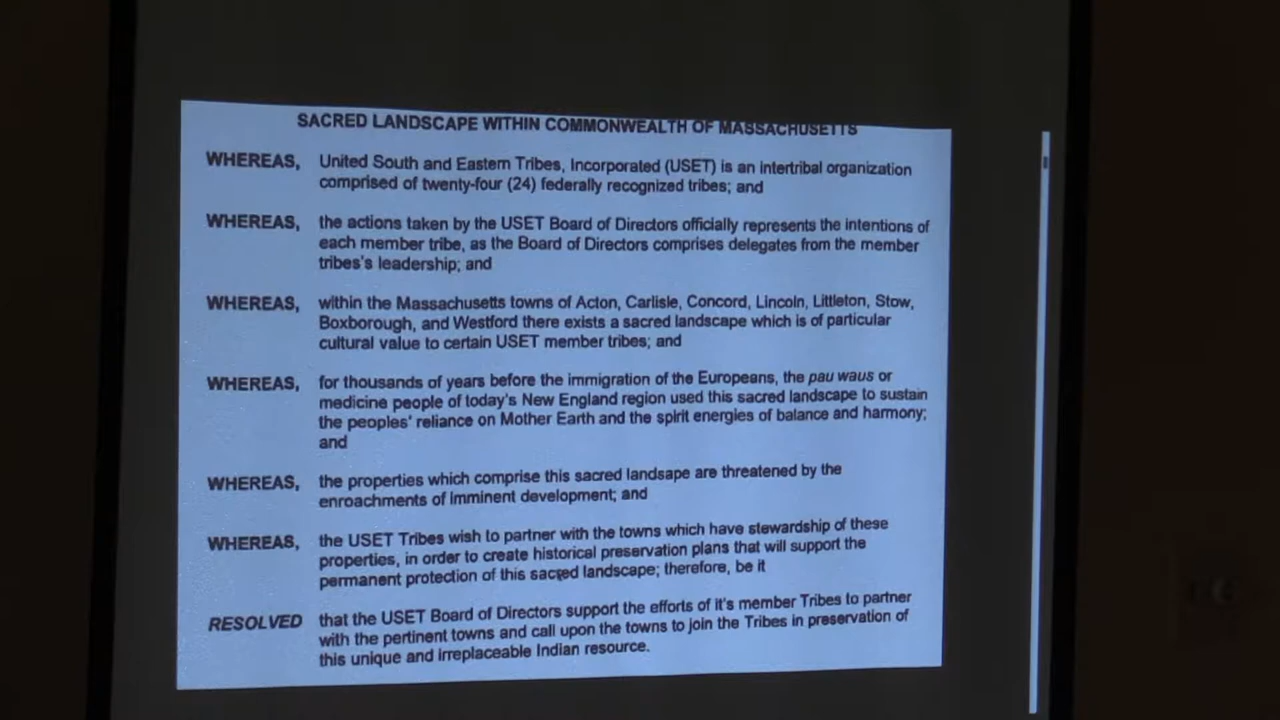 SACRED LANDSCAPE WITHIN COMMONWEALTH OF MASSACHUSETTS
WHEREAS, United South and Eastern Tribes, Incorporated (USET) is an intertribal organization
comprised of twenty-four (24) federally recognized tribes; and
WHEREAS, the actions taken by the USET Board of Directors officially represents the intentions of
each member tribe, as the Board of Directors comprises delegates from the member
tribes's leadership; and
WHEREAS, within the Massachusetts towns of Acton, Carlisle, Concord, Lincoln, Littleton, Stow,
Boxborough, and Westford there exists a sacred landscape which is of particular
cultural value to certain USET member tribes; and
WHEREAS, for thousands of years before the immigration of the Europeans, the pau waus or
medicine people of today's New England region used this sacred landscape to sustain
the peoples' reliance on Mother Earth and the spirit energies of balance and harmony;
and
WHEREAS, the properties which comprise this sacred landsape are threatened by the
enroachments of imminent development; and
WHEREAS, the USET Tribes wish to partner with the towns which have stewardship of these
properties, in order to create historical preservation plans that will support the
permanent protection of this sacred landscape; therefore, be it
RESOLVED that the USET Board of Directors support the efforts of it's member Tribes to partner
with the pertinent towns and call upon the towns to join the Tribes in preservation of
this unique and irreplaceable Indian resource.